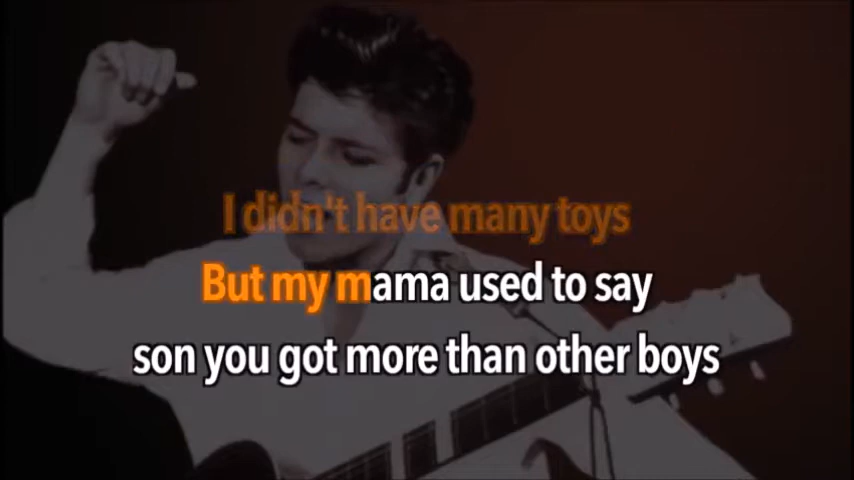 I didn't have many toys
But my mama used to say
son you got more than other boys